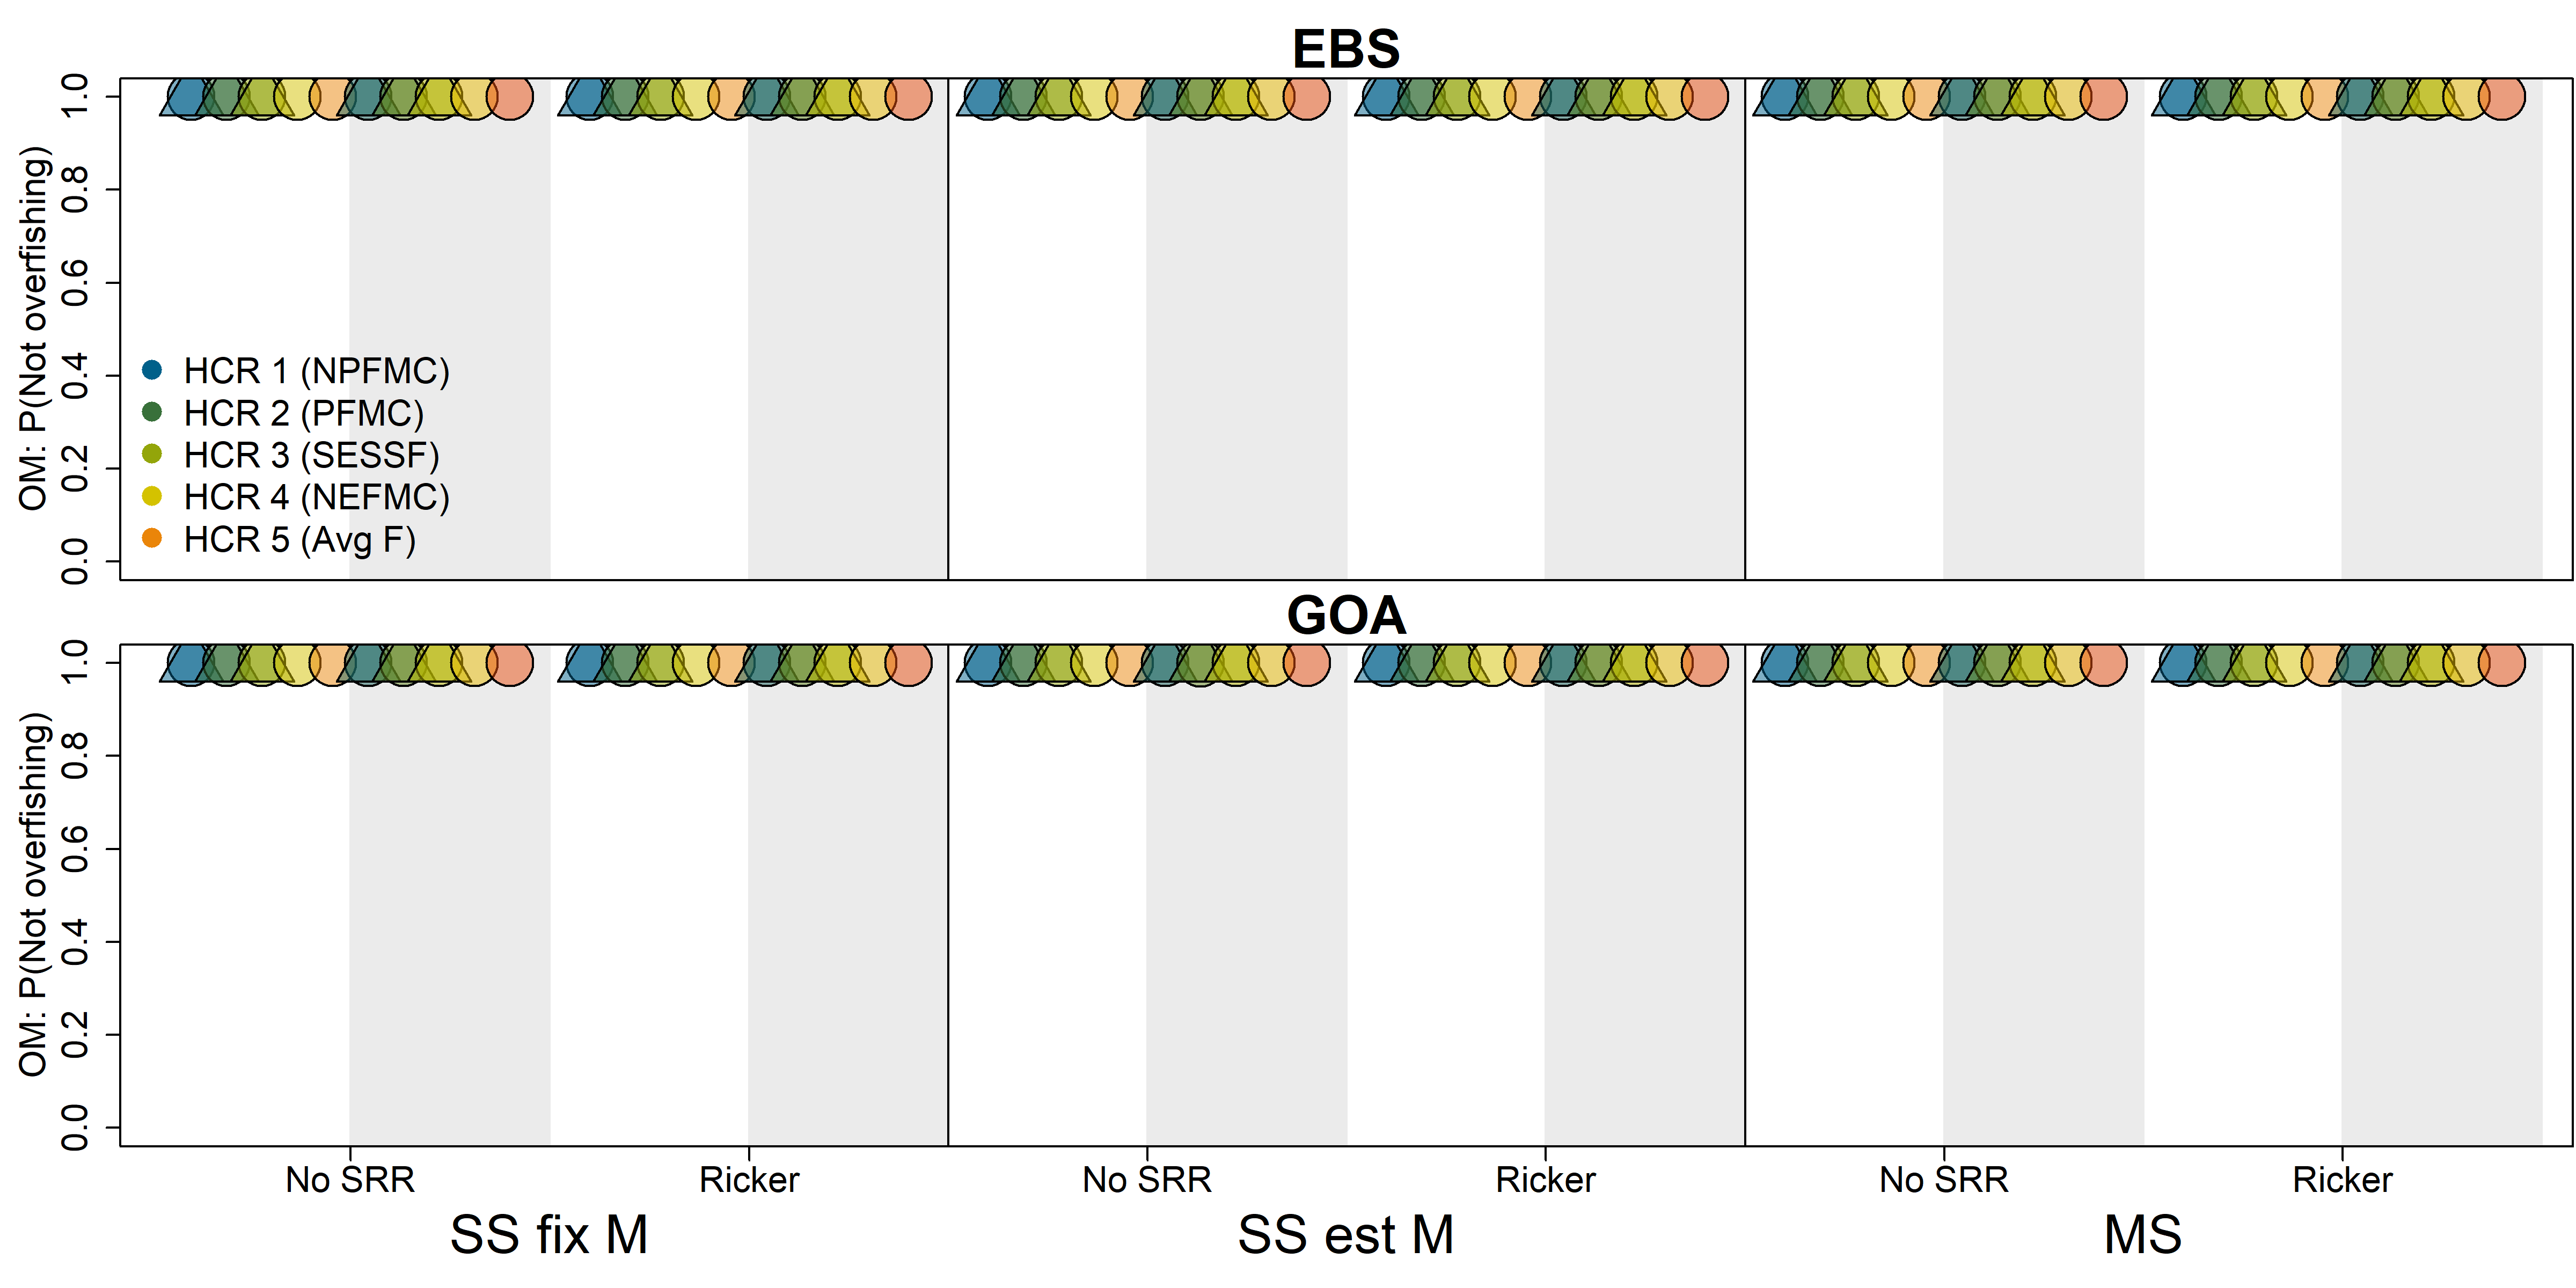 EBS
OM: P(Not overfishing)
1.0
0.8
0.6
0.4
0.2
0.0
HCR 1 (NPFMC)
HCR 2 (PFMC)
HCR 3 (SESSF)
HCR 4 (NEFMC)
HCR 5 (Avg F)
GOA
OM: P(Not overfishing)
1.0
0.8
0.6
0.4
0.2
0.0
No SRR Ricker No SRR Ricker No SRR Ricker
SS fix M SS est M MS